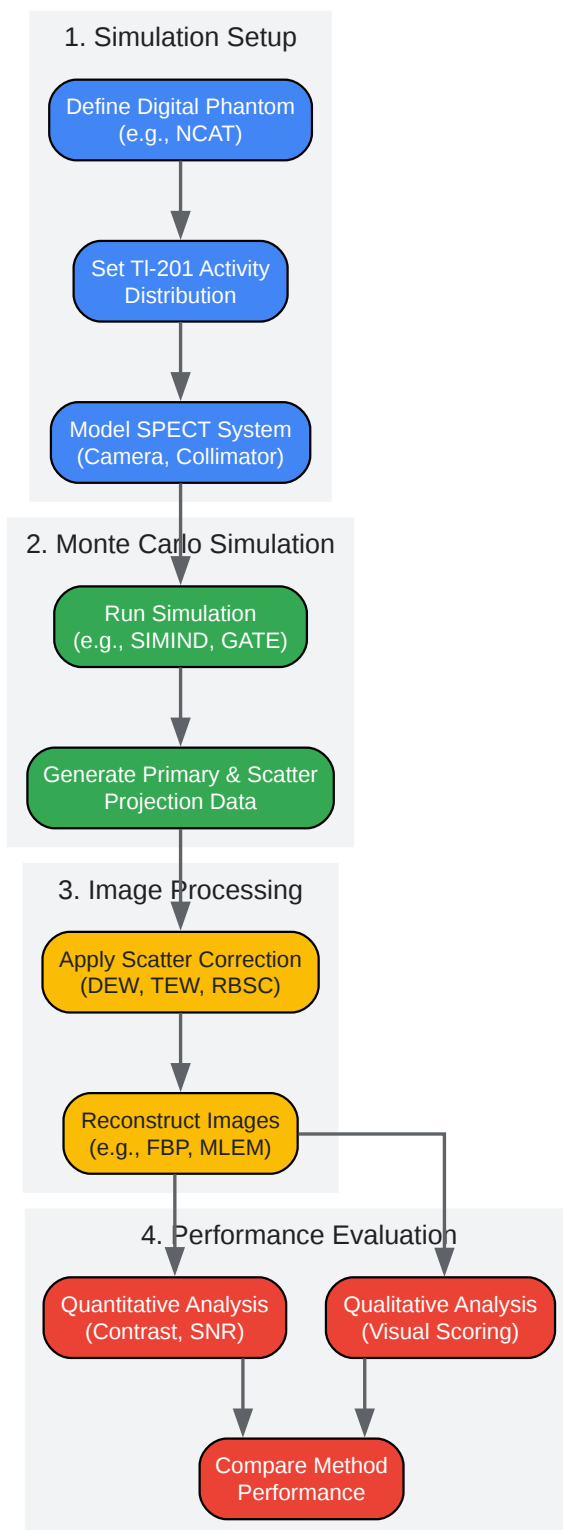 1. Simulation Setup
Define Digital Phantom
(e.g., NCAT)
Set Tl-201 Activity
Distribution
Model SPECT System
(Camera, Collimator)
2. Monte Carlo Simulation
Run Simulation
(e.g., SIMIND, GATE)
Generate Primary & Scatter
Projection Data
3. Image Processing
Apply Scatter Correction
(DEW, TEW, RBSC)
Reconstruct Images
(e.g., FBP, MLEM)
4. Performance Evaluation
Quantitative Analysis
(Contrast, SNR)
Qualitative Analysis
(Visual Scoring)
Compare Method
Performance